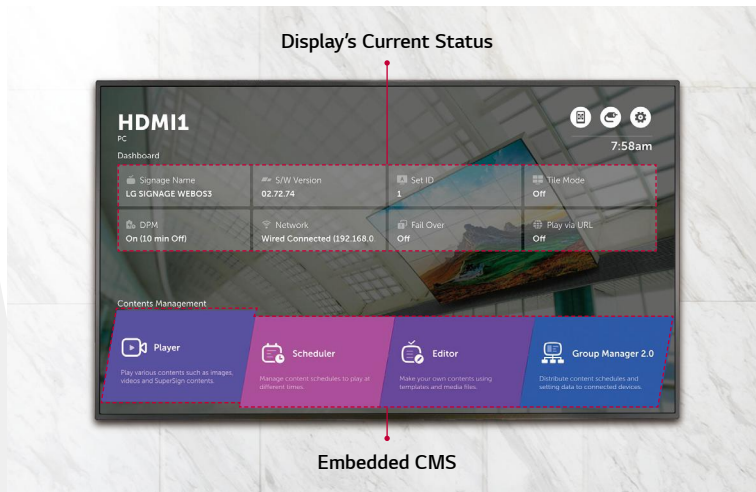 Display's Current Status
HDMI1
PC
Dashboard
7:58am
Signage Name
LG SIGNAGE WEBOS3
S/W Version
02.72.74
Set ID
1
Tile Mode
Off
DPM
On (10 min Off)
Network
Wired Connected (192.168.0.
Fail Over
Off
Play via URL
Off
Contents Management
Player
Play various contents such as images,
videos and SuperSign contents.
Scheduler
Manage content schedules to play at
different times.
Editor
Make your own contents using
templates and media files.
Group Manager 2.0
Distribute content schedules and
setting data to connected devices.
Embedded CMS